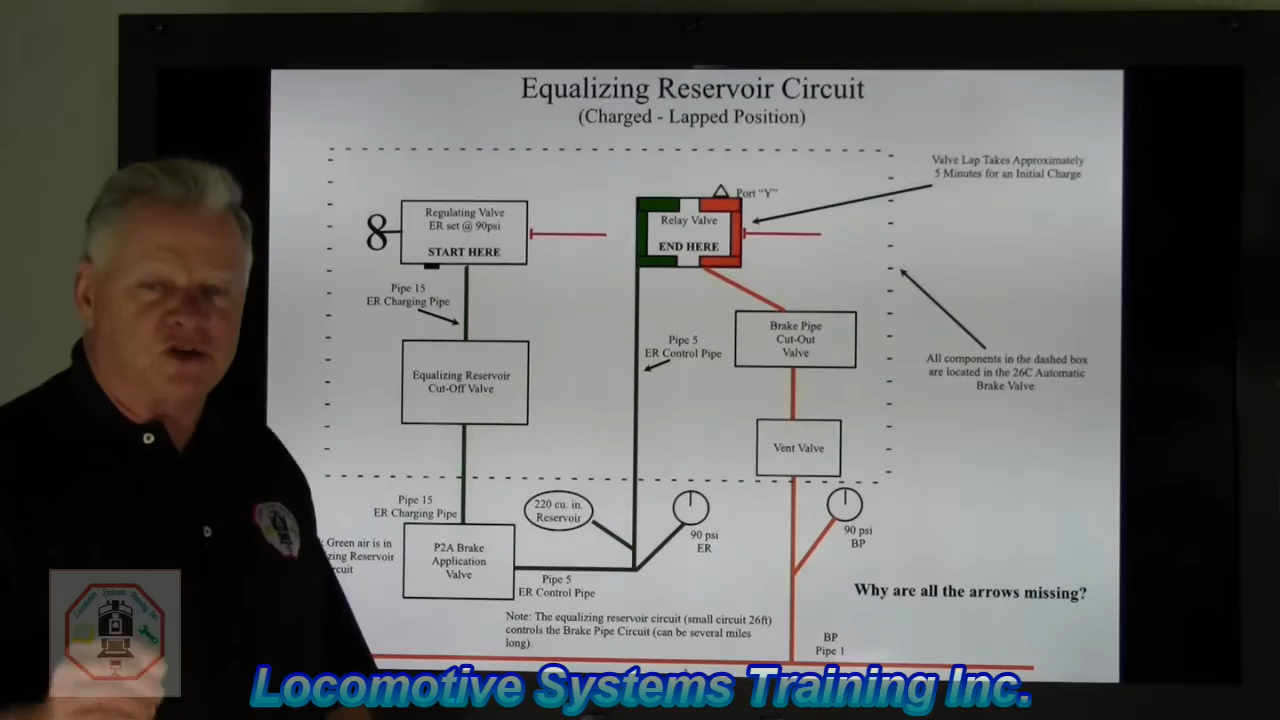 Equalizing Reservoir Circuit
(Charged - Lapped Position)
Valve Lap Takes Approximately
5 Minutes for an Initial Charge
Port "Y"
8
Regulating Valve
ER set @ 90psi
START HERE
Relay Valve
END HERE
Pipe 15
ER Charging Pipe
Pipe 5
ER Control Pipe
Brake Pipe
Cut-Out
Valve
All components in the dashed box
are located in the 26C Automatic
Brake Valve.
Equalizing Reservoir
Cut-Off Valve
Vent Valve
Pipe 15
ER Charging Pipe
220 cu. in.
Reservoir
90 psi
ER
90 psi
BP
: Green air is in
zing Reservoir
rcuit
P2A Brake
Application
Valve
Pipe 5
ER Control Pipe
Why are all the arrows missing?
Note: The equalizing reservoir circuit (small circuit 26ft)
controls the Brake Pipe Circuit (can be several miles
long).
BP
Pipe 1
Locomotive Systems Training Inc.